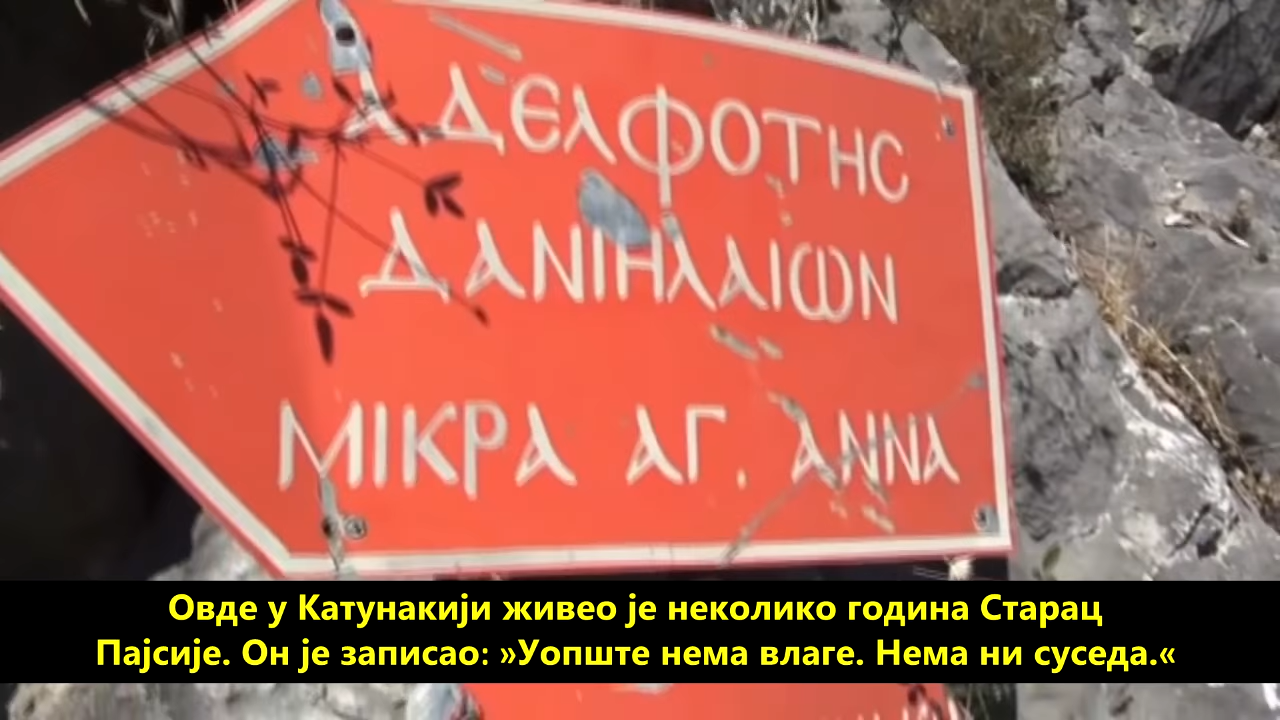 ΑΔΕΛΦΟΤΗς
ΔΑΝΙΗΛΑΙΩΝ
ΜΙΚΡΑ ΑΓ. ΑΝΝΑ
Овде у Катунакији живео је неколико година Старац
Пајсије. Он је записао: »Уопште нема влаге. Нема ни суседа.«